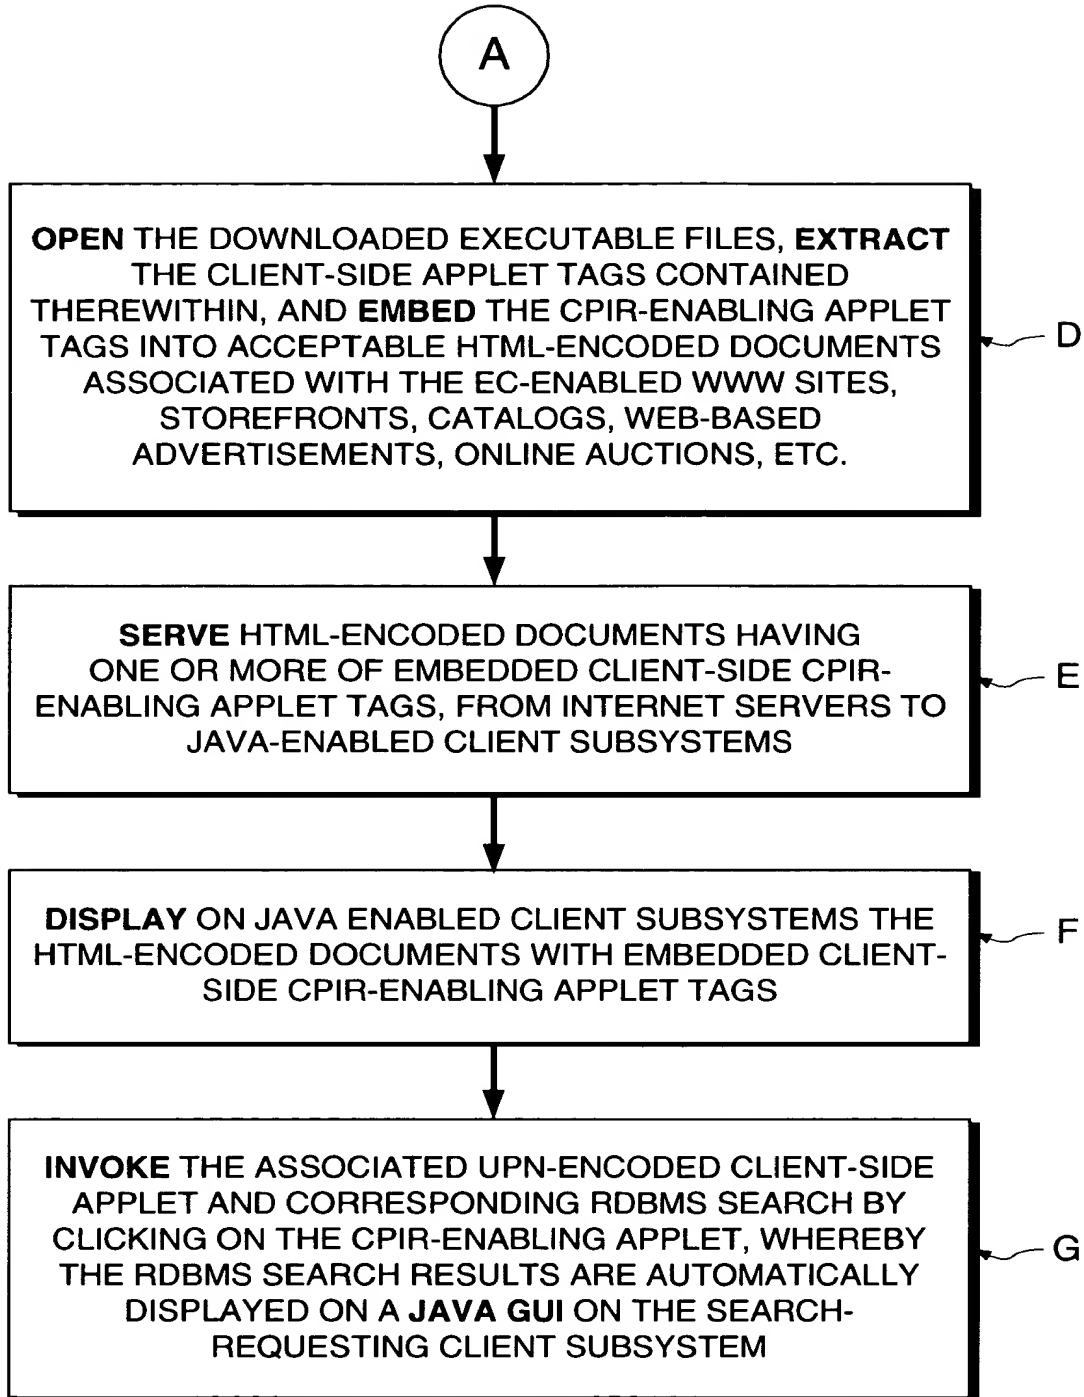 A
OPEN THE DOWNLOADED EXECUTABLE FILES, EXTRACT
THE CLIENT-SIDE APPLET TAGS CONTAINED
THEREWITHIN, AND EMBED THE CPIR-ENABLING APPLET
TAGS INTO ACCEPTABLE HTML-ENCODED DOCUMENTS
ASSOCIATED WITH THE EC-ENABLED WWW SITES,
STOREFRONTS, CATALOGS, WEB-BASED
ADVERTISEMENTS, ONLINE AUCTIONS, ETC.
D
SERVE HTML-ENCODED DOCUMENTS HAVING
ONE OR MORE OF EMBEDDED CLIENT-SIDE CPIR-
ENABLING APPLET TAGS, FROM INTERNET SERVERS TO
JAVA-ENABLED CLIENT SUBSYSTEMS
E
DISPLAY ON JAVA ENABLED CLIENT SUBSYSTEMS THE
HTML-ENCODED DOCUMENTS WITH EMBEDDED CLIENT-
SIDE CPIR-ENABLING APPLET TAGS
F
INVOKE THE ASSOCIATED UPN-ENCODED CLIENT-SIDE
APPLET AND CORRESPONDING RDBMS SEARCH BY
CLICKING ON THE CPIR-ENABLING APPLET, WHEREBY
THE RDBMS SEARCH RESULTS ARE AUTOMATICALLY
DISPLAYED ON A JAVA GUI ON THE SEARCH-
REQUESTING CLIENT SUBSYSTEM
G